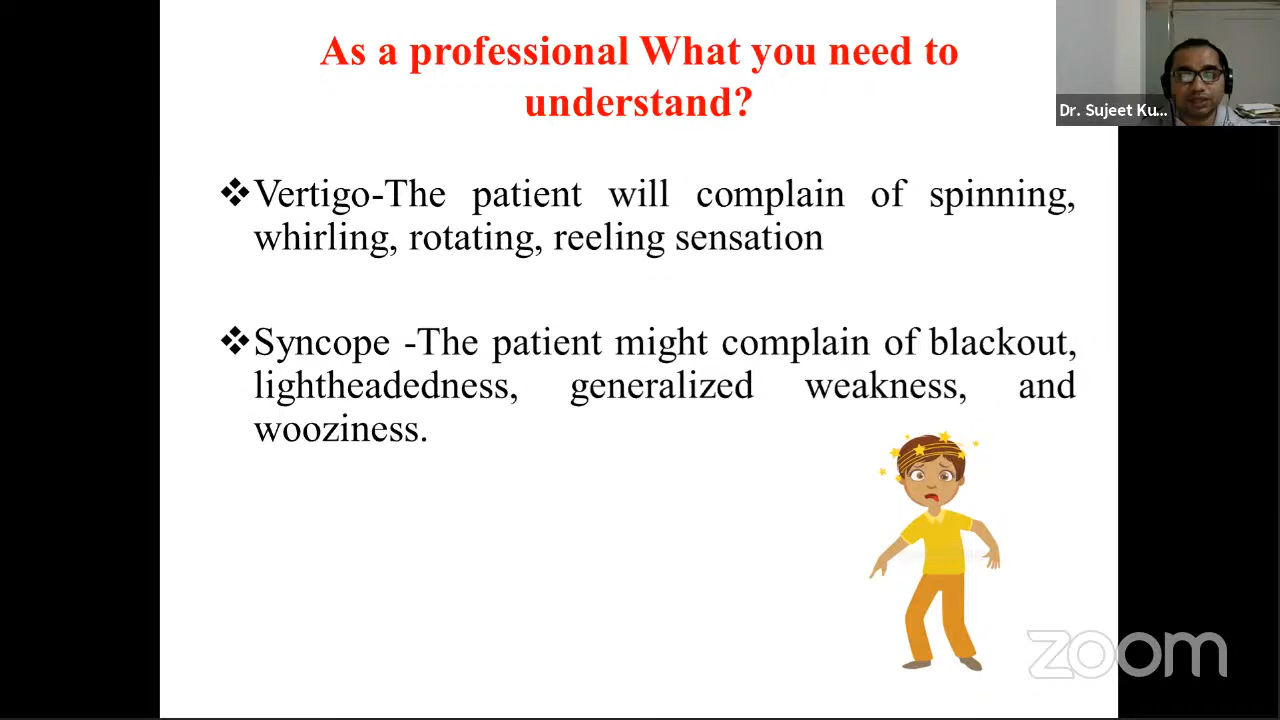 As a professional What you need to
understand?
Dr. Sujeet Ku...
❖Vertigo-The patient will complain of spinning,
whirling, rotating, reeling sensation
❖Syncope -The patient might complain of blackout,
lightheadedness, generalized weakness, and
wooziness.
zoom